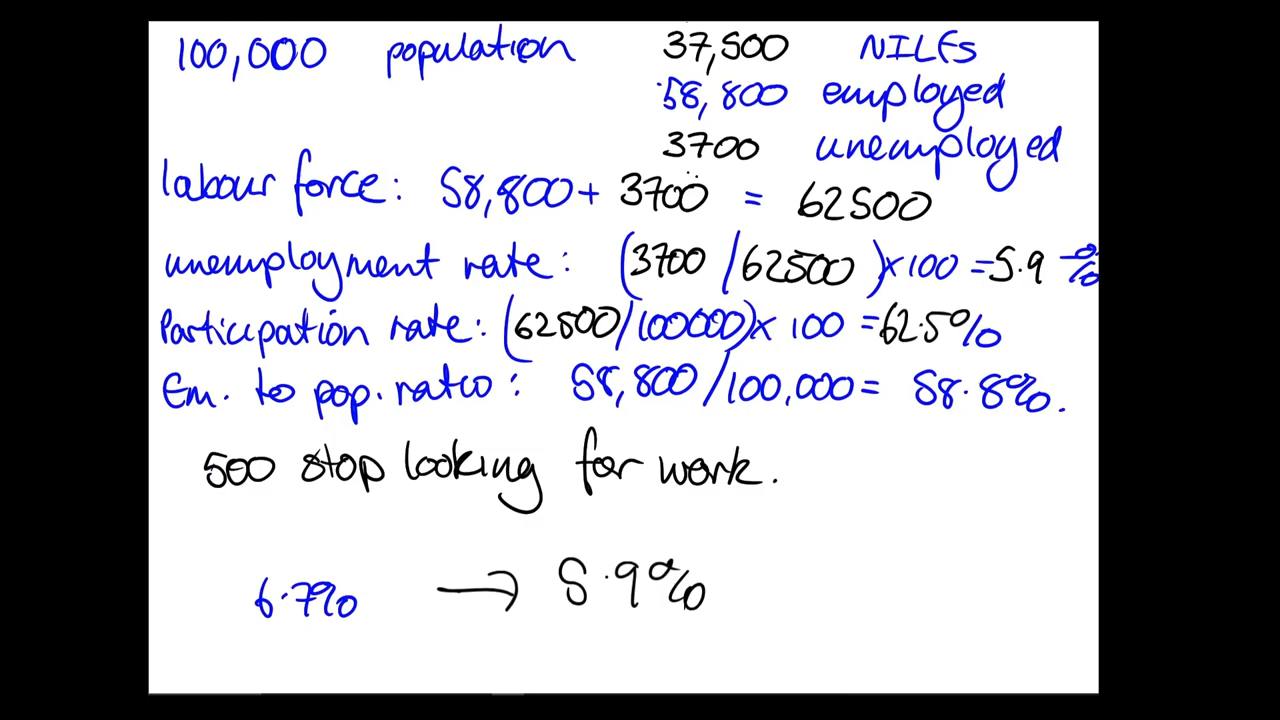 100,000 population 37,500 NILFs
58,800 employed
3700 unemployed
labour force: 58,800 + 3700 = 62500
unemployment rate: (3700 / 62500) x 100 = 5.9 %
Participation rate: (62500/100000) x 100 = 62.5%
Em. to pop. ratio: 58,800 / 100,000 = 58.8%.
500 stop looking for work.
6.7% → 5.9%